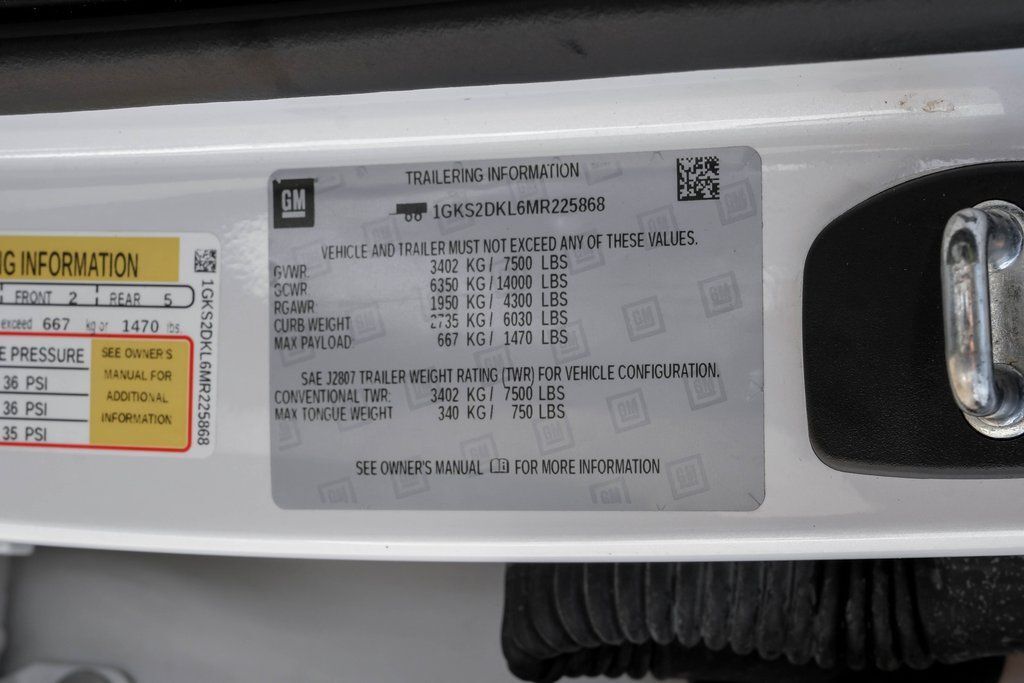 G INFORMATION
FRONT 2 REAR 5
exceed 667 kg or 1470 lbs.
E PRESSURE
36 PSI
36 PSI
35 PSI
SEE OWNER'S
MANUAL FOR
ADDITIONAL
INFORMATION
1GKS2DKL6MR225868
GM
TRAILERING INFORMATION
1GKS2DKL6MR225868
VEHICLE AND TRAILER MUST NOT EXCEED ANY OF THESE VALUES.
GVWR: 3402 KG/ 7500 LBS
GCWR: 6350 KG/ 14000 LBS
RGAWR: 1950 KG/ 4300 LBS
CURB WEIGHT 2735 KG/ 6030 LBS
MAX PAYLOAD: 667 KG/ 1470 LBS
SAE J2807 TRAILER WEIGHT RATING (TWR) FOR VEHICLE CONFIGURATION.
CONVENTIONAL TWR: 3402 KG/ 7500 LBS
MAX TONGUE WEIGHT 340 KG/ 750 LBS
SEE OWNER'S MANUAL FOR MORE INFORMATION